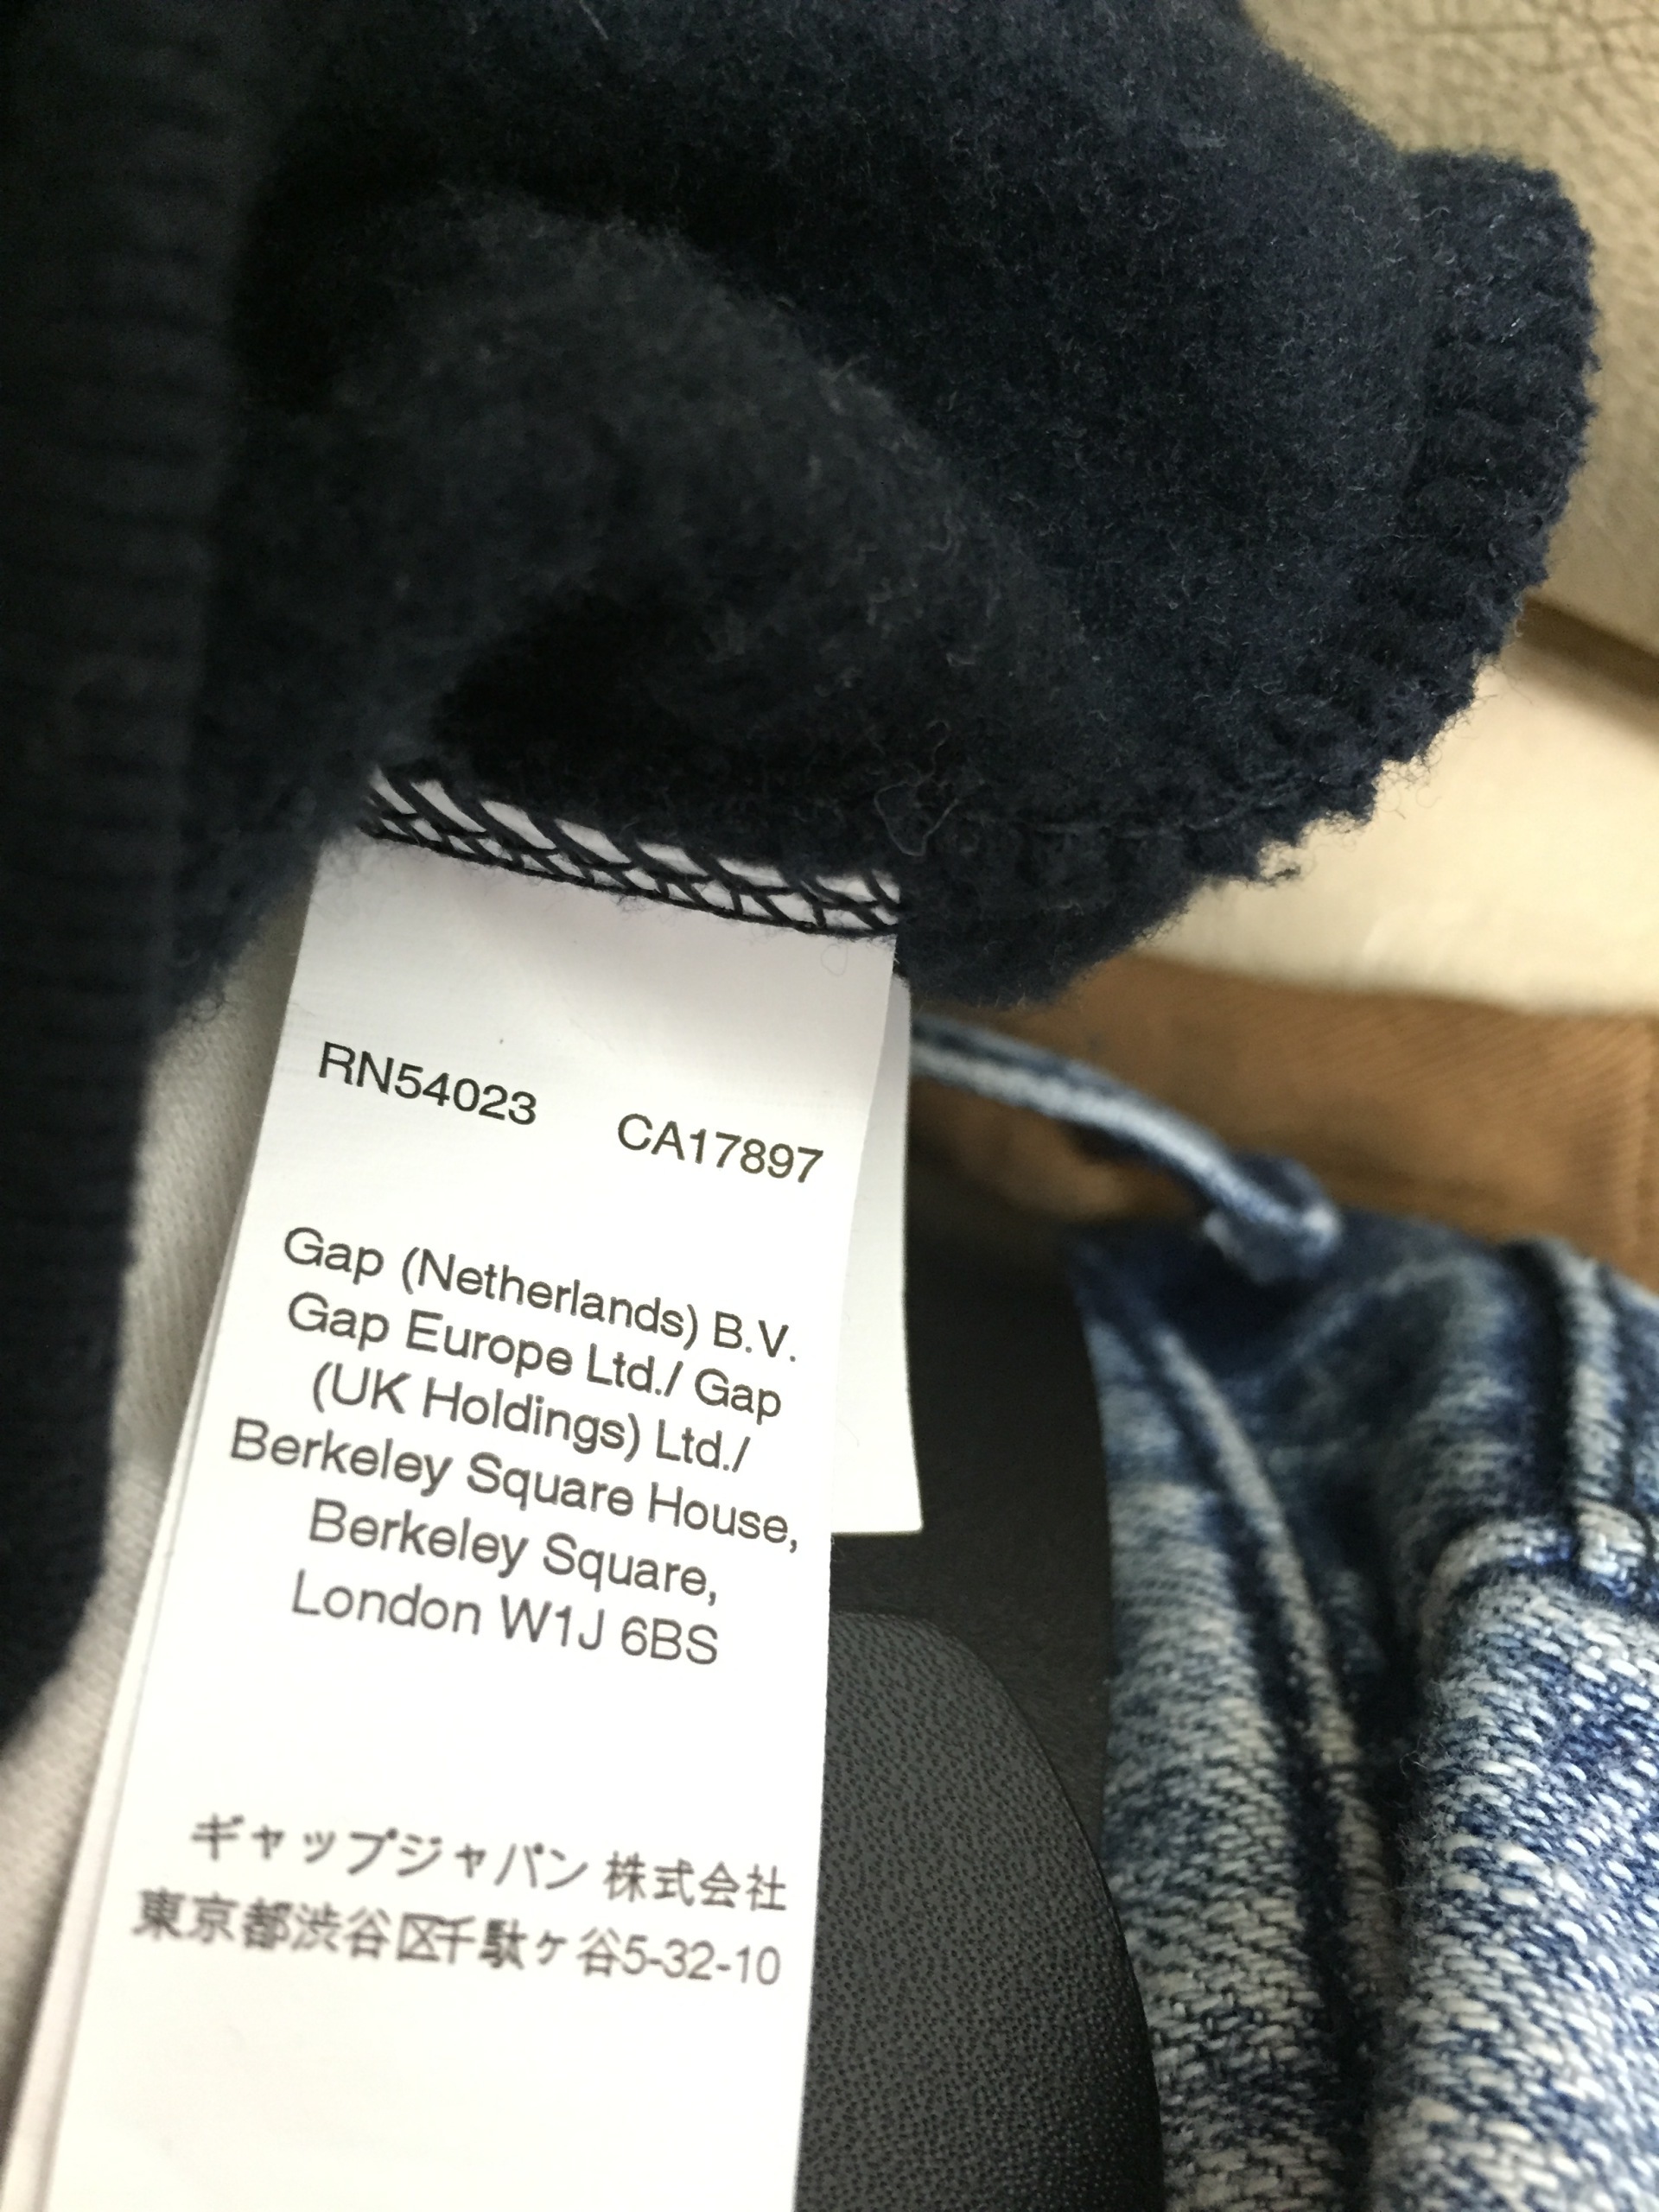 RN54023 CA17897
Gap (Netherlands) B.V.
Gap Europe Ltd./ Gap
(UK Holdings) Ltd./
Berkeley Square House,
Berkeley Square,
London W1J 6BS
ギャップジャパン 株式会社
東京都渋谷区千駄ヶ谷5-32-10